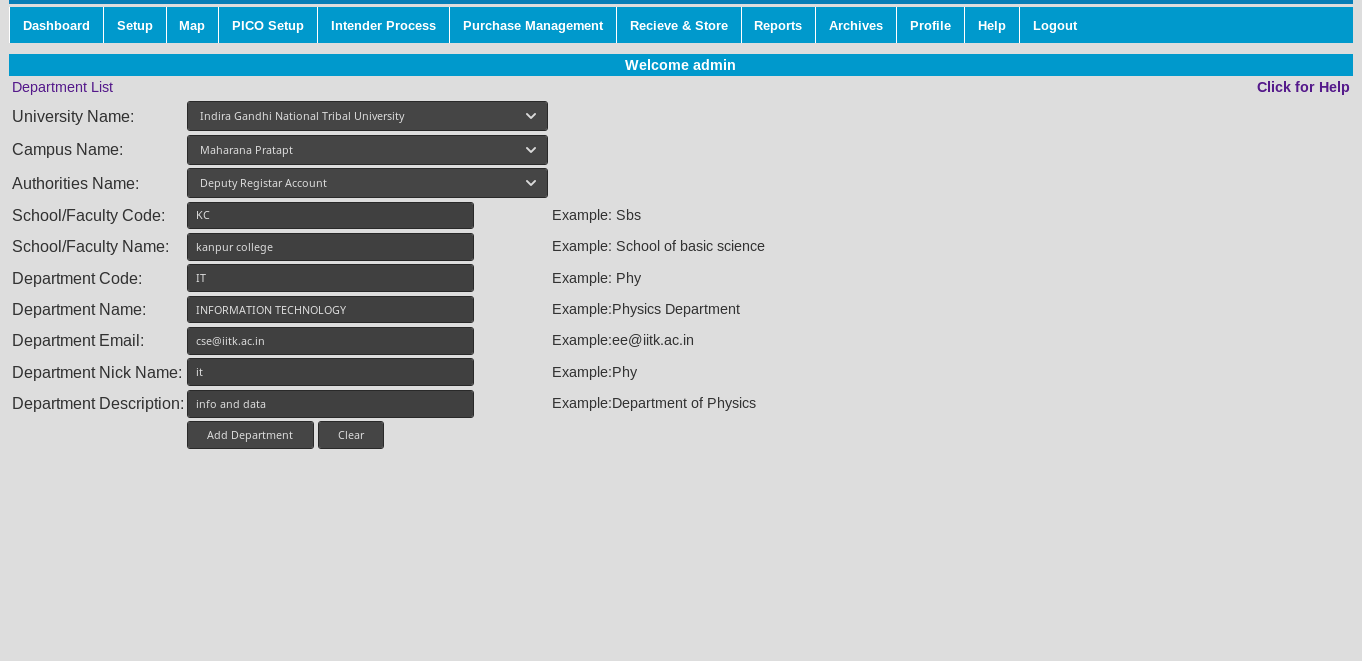 Dashboard Setup Map PICO Setup Intender Process Purchase Management Recieve & Store Reports Archives Profile Help Logout
Welcome admin
Department List Click for Help
University Name: Indira Gandhi National Tribal University
Campus Name: Maharana Pratapt
Authorities Name: Deputy Registar Account
School/Faculty Code: KC Example: Sbs
School/Faculty Name: kanpur college Example: School of basic science
Department Code: IT Example: Phy
Department Name: INFORMATION TECHNOLOGY Example:Physics Department
Department Email: cse@iitk.ac.in Example:ee@iitk.ac.in
Department Nick Name: it Example:Phy
Department Description: info and data Example:Department of Physics
Add Department Clear